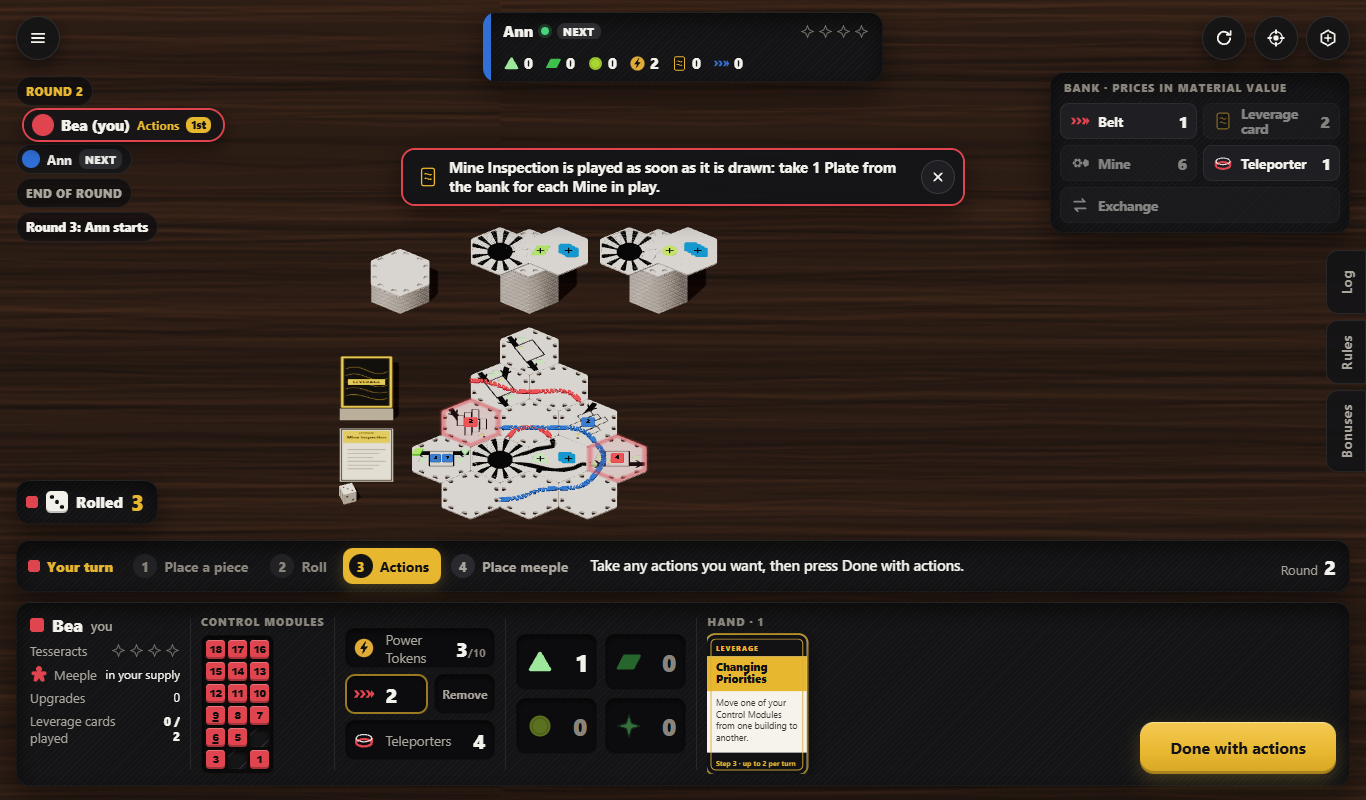 Ann NEXT
0 0 0 2 0 0
ROUND 2
Bea (you) Actions 1st
Ann NEXT
END OF ROUND
Round 3: Ann starts
Mine Inspection is played as soon as it is drawn: take 1 Plate from
the bank for each Mine in play.
BANK · PRICES IN MATERIAL VALUE
Belt 1
Leverage
card 2
Mine 6
Teleporter 1
Exchange
Log
Rules
Bonuses
LEVERAGE
Mine Inspection
Rolled 3
Your turn
1 Place a piece
2 Roll
3 Actions
4 Place meeple
Take any actions you want, then press Done with actions.
Round 2
Bea you
Tesseracts
Meeple in your supply
Upgrades 0
Leverage cards
played
0 /
2
CONTROL MODULES
18 17 16
15 14 13
12 11 10
9 8 7
6 5
3 1
Power
Tokens 3/10
2 Remove
Teleporters 4
1 0
0 0
HAND · 1
LEVERAGE
Changing
Priorities
Move one of your
Control Modules
from one building to
another.
Step 3 · up to 2 per turn
Done with actions